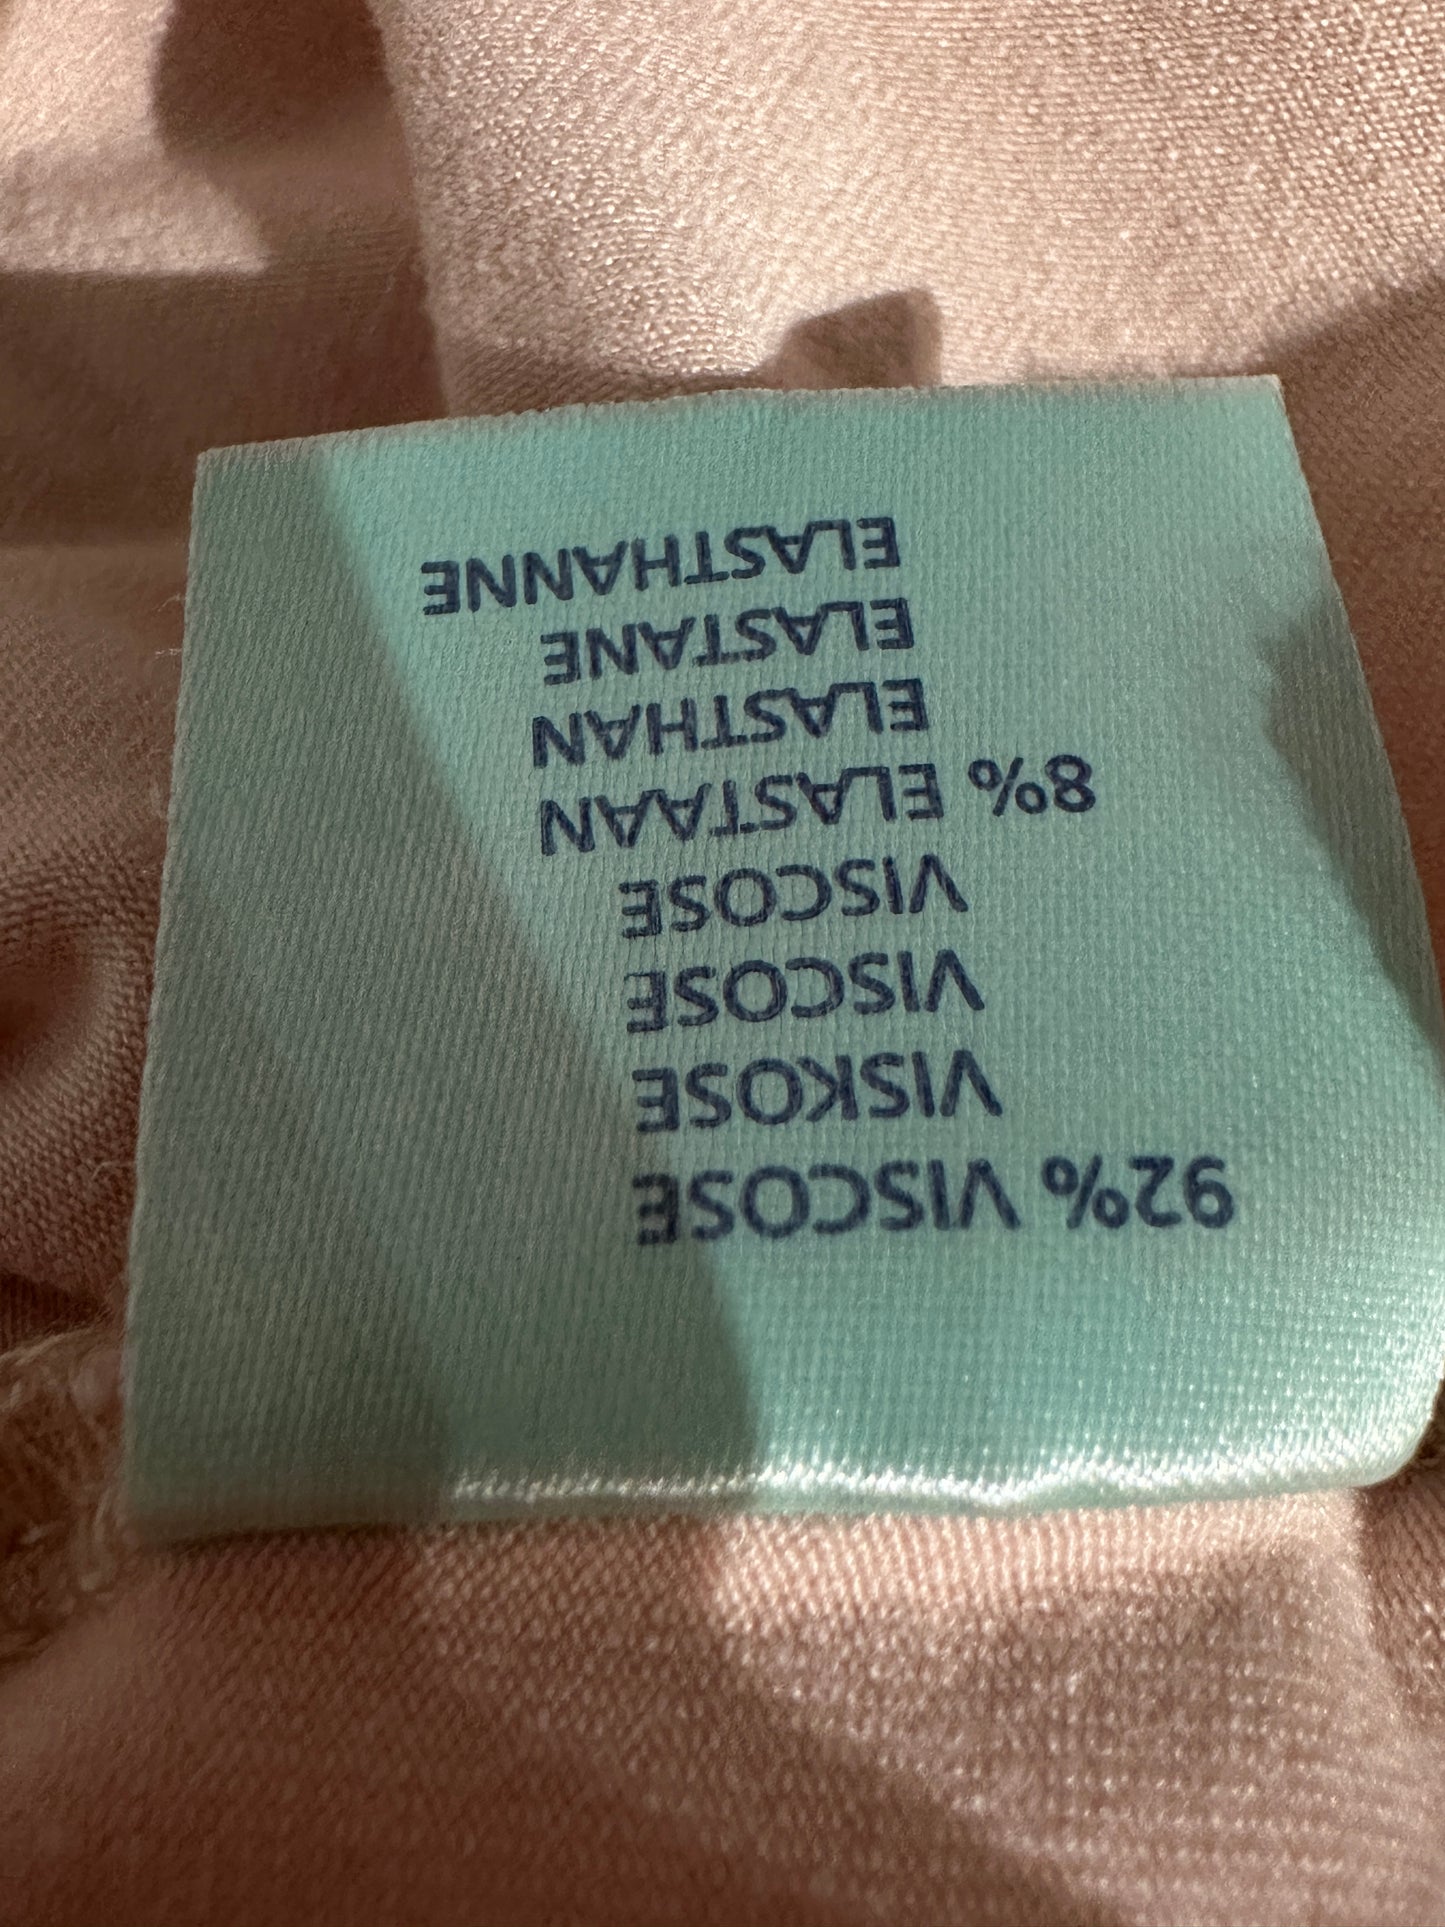 92% VISCOSE
VISKOSE
VISCOSE
VISCOSE
8% ELASTAAN
ELASTHAN
ELASTANE
ELASTHANNE